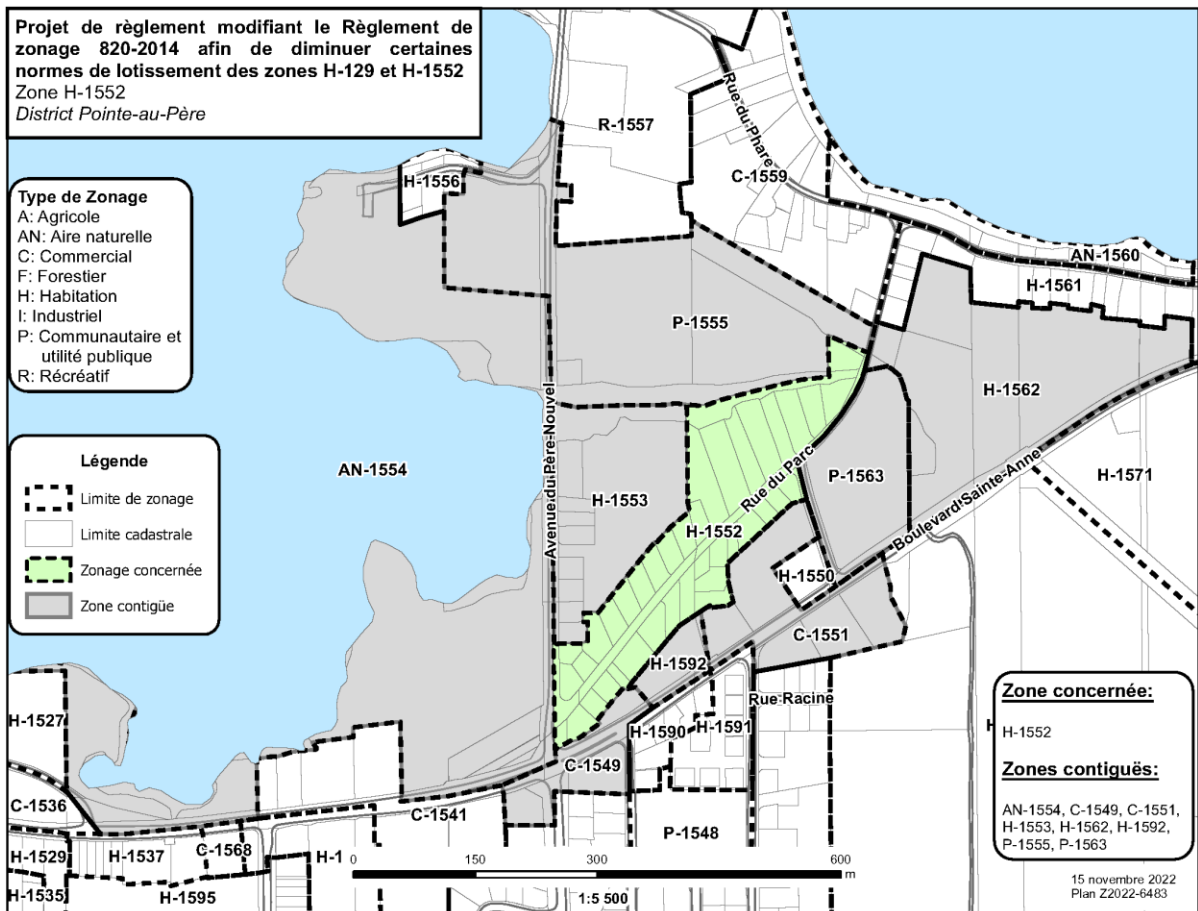 Projet de règlement modifiant le Règlement de
zonage 820-2014 afin de diminuer certaines
normes de lotissement des zones H-129 et H-1552
Zone H-1552
District Pointe-au-Père
Type de Zonage
A: Agricole
AN: Aire naturelle
C: Commercial
F: Forestier
H: Habitation
I: Industriel
P: Communautaire et
utilité publique
R: Récréatif
Légende
Limite de zonage
Limite cadastrale
Zonage concernée
Zone contigüe
R-1557
Rue du Phare
C-1559
H-1556
AN-1560
H-1561
P-1555
H-1562
Avenue du Père-Nouvel
AN-1554
H-1553
Rue du Parc
P-1563
H-1571
Boulevard Sainte-Anne
H-1552
H-1550
C-1551
H-1592
Rue Racine
H-1527
H-1590
H-1591
C-1549
C-1536
C-1541
P-1548
H-1529
H-1537
C-1568
H-1
H-1535
H-1595
0 150 300 600
m
1:5 500
H
Zone concernée:
H-1552
Zones contiguës:
AN-1554, C-1549, C-1551,
H-1553, H-1562, H-1592,
P-1555, P-1563
15 novembre 2022
Plan Z2022-6483